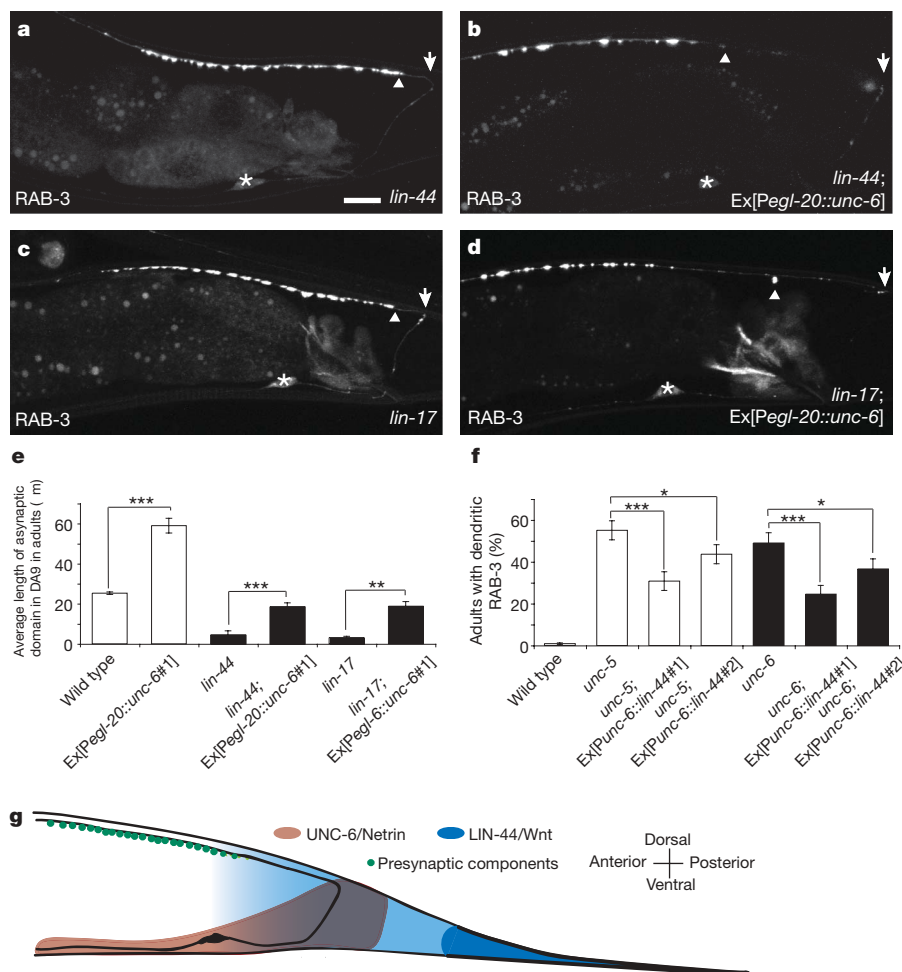 a
RAB-3
*
lin-44
b
RAB-3
*
lin-44;
Ex[Pegl-20::unc-6]
c
RAB-3
*
lin-17
d
RAB-3
*
lin-17;
Ex[Pegl-20::unc-6]
e
Average length of asynaptic
domain in DA9 in adults ( m)
60
40
20
0
***
***
**
Wild type
Ex[Pegl-20::unc-6#1]
lin-44
lin-44;
Ex[Pegl-20::unc-6#1]
lin-17
lin-17;
Ex[Pegl-6::unc-6#1]
f
Adults with dendritic
RAB-3 (%)
60
40
20
0
*
***
*
***
Wild type
unc-5
unc-5;
Ex[Punc-6::lin-44#1]
unc-5;
Ex[Punc-6::lin-44#2]
unc-6
unc-6;
Ex[Punc-6::lin-44#1]
unc-6;
Ex[Punc-6::lin-44#2]
g
UNC-6/Netrin
LIN-44/Wnt
Presynaptic components
Dorsal
Anterior
Posterior
Ventral